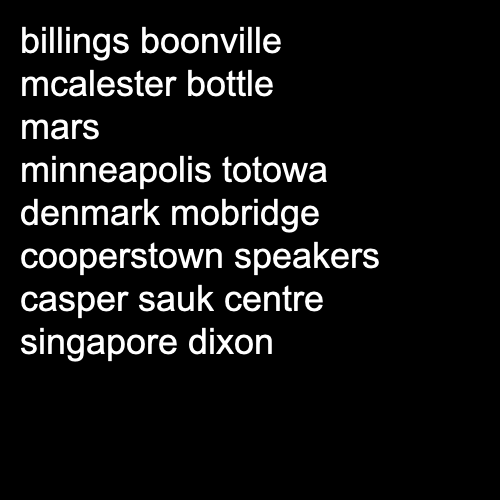 billings boonville
mcalester bottle
mars
minneapolis totowa
denmark mobridge
cooperstown speakers
casper sauk centre
singapore dixon